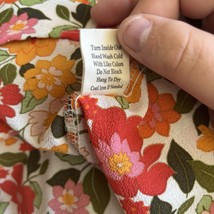 Turn Inside Out
Hand Wash Cold
With Like Colors
Do Not Bleach
Hang To Dry
Cool Iron if Needed